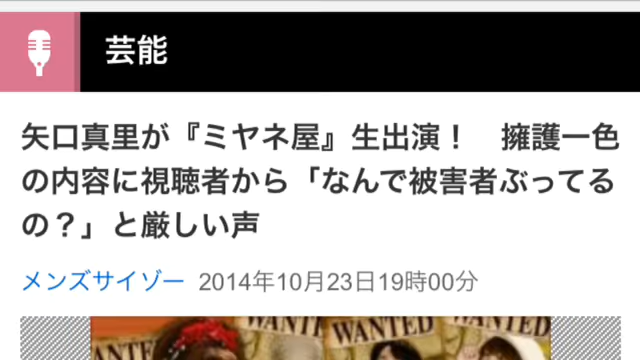 芸能
矢口真里が『ミヤネ屋』生出演！　擁護一色
の内容に視聴者から「なんで被害者ぶってる
の？」と厳しい声
メンズサイゾー 2014年10月23日19時00分
WANTED WANTED WANTED